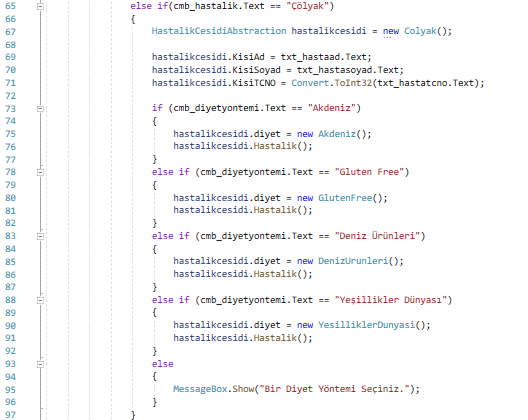 65 else if(cmb_hastalik.Text == "Çölyak")
66 {
67 HastalikCesidiAbstraction hastalikcesidi = new Colyak();
68
69 hastalikcesidi.KisiAd = txt_hastaad.Text;
70 hastalikcesidi.KisiSoyad = txt_hastasoyad.Text;
71 hastalikcesidi.KisiTCNO = Convert.ToInt32(txt_hastatcno.Text);
72
73 if (cmb_diyetyontemi.Text == "Akdeniz")
74 {
75 hastalikcesidi.diyet = new Akdeniz();
76 hastalikcesidi.Hastalik();
77 }
78 else if (cmb_diyetyontemi.Text == "Gluten Free")
79 {
80 hastalikcesidi.diyet = new GlutenFree();
81 hastalikcesidi.Hastalik();
82 }
83 else if (cmb_diyetyontemi.Text == "Deniz Ürünleri")
84 {
85 hastalikcesidi.diyet = new DenizUrunleri();
86 hastalikcesidi.Hastalik();
87 }
88 else if (cmb_diyetyontemi.Text == "Yeşillikler Dünyası")
89 {
90 hastalikcesidi.diyet = new YesilliklerDunyasi();
91 hastalikcesidi.Hastalik();
92 }
93 else
94 {
95 MessageBox.Show("Bir Diyet Yöntemi Seçiniz.");
96 }
97 }